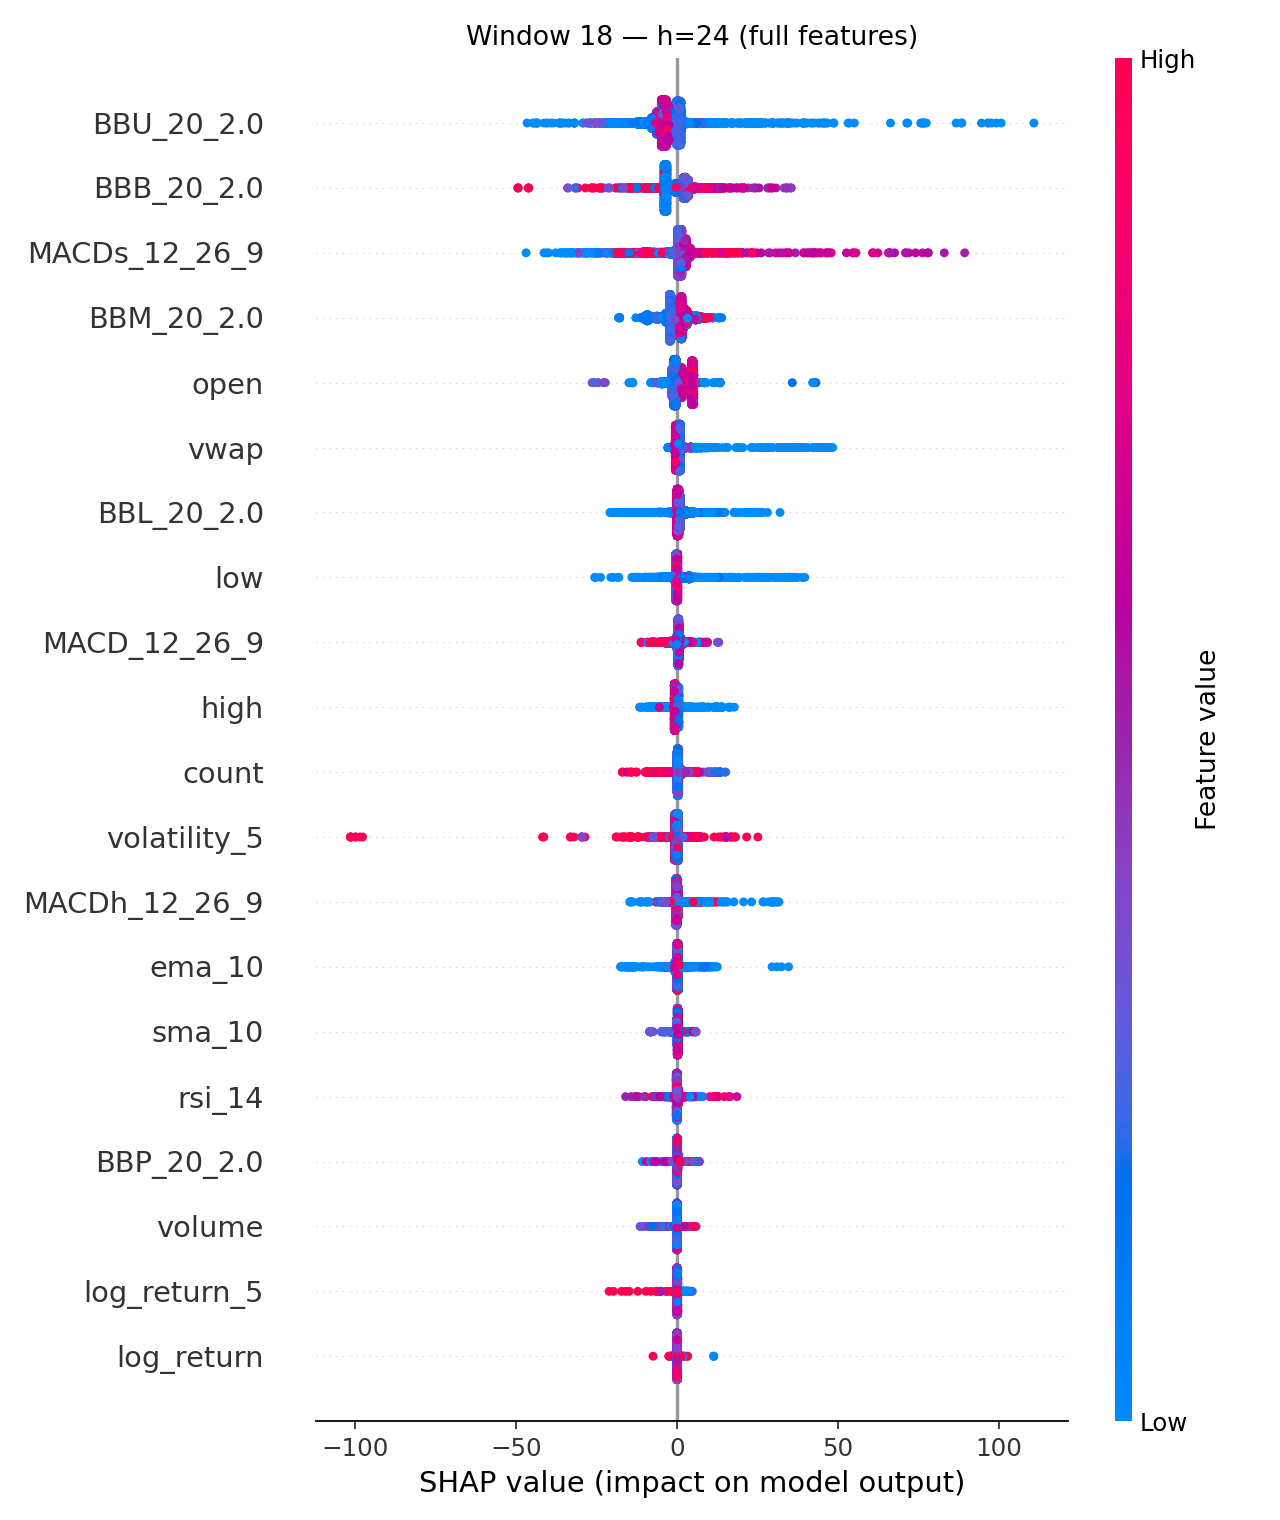 Window 18 — h=24 (full features)
High
BBU_20_2.0
BBB_20_2.0
MACDs_12_26_9
BBM_20_2.0
open
vwap
BBL_20_2.0
low
MACD_12_26_9
high
count
volatility_5
MACDh_12_26_9
ema_10
sma_10
rsi_14
BBP_20_2.0
volume
log_return_5
log_return
Feature value
Low
−100 −50 0 50 100
SHAP value (impact on model output)